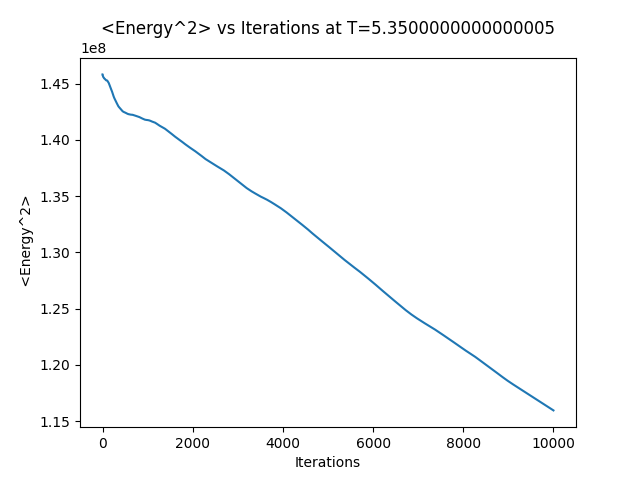 <Energy^2> vs Iterations at T=5.3500000000000005
1e8
1.45
1.40
1.35
1.30
1.25
1.20
1.15
<Energy^2>
0 2000 4000 6000 8000 10000
Iterations